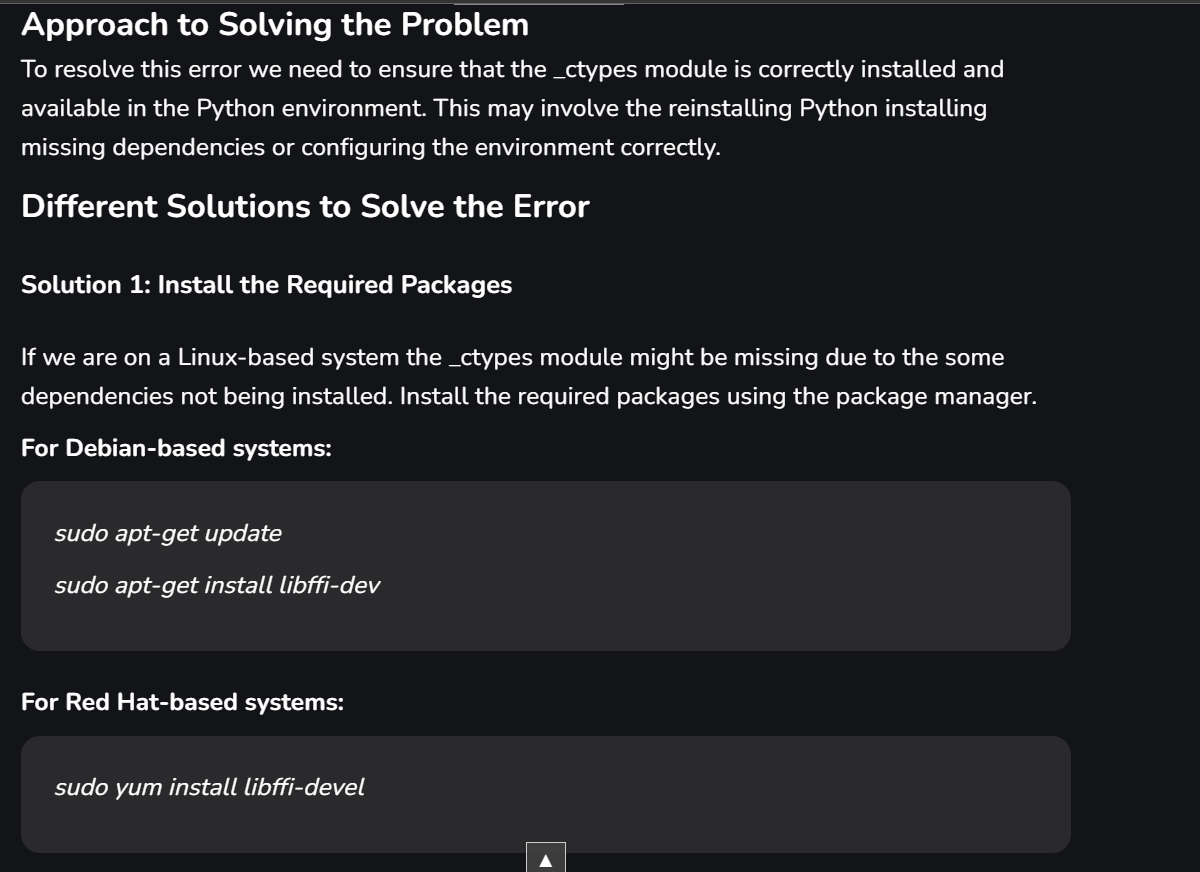 Approach to Solving the Problem
To resolve this error we need to ensure that the _ctypes module is correctly installed and
available in the Python environment. This may involve the reinstalling Python installing
missing dependencies or configuring the environment correctly.
Different Solutions to Solve the Error
Solution 1: Install the Required Packages
If we are on a Linux-based system the _ctypes module might be missing due to the some
dependencies not being installed. Install the required packages using the package manager.
For Debian-based systems:
sudo apt-get update
sudo apt-get install libffi-dev
For Red Hat-based systems:
sudo yum install libffi-devel